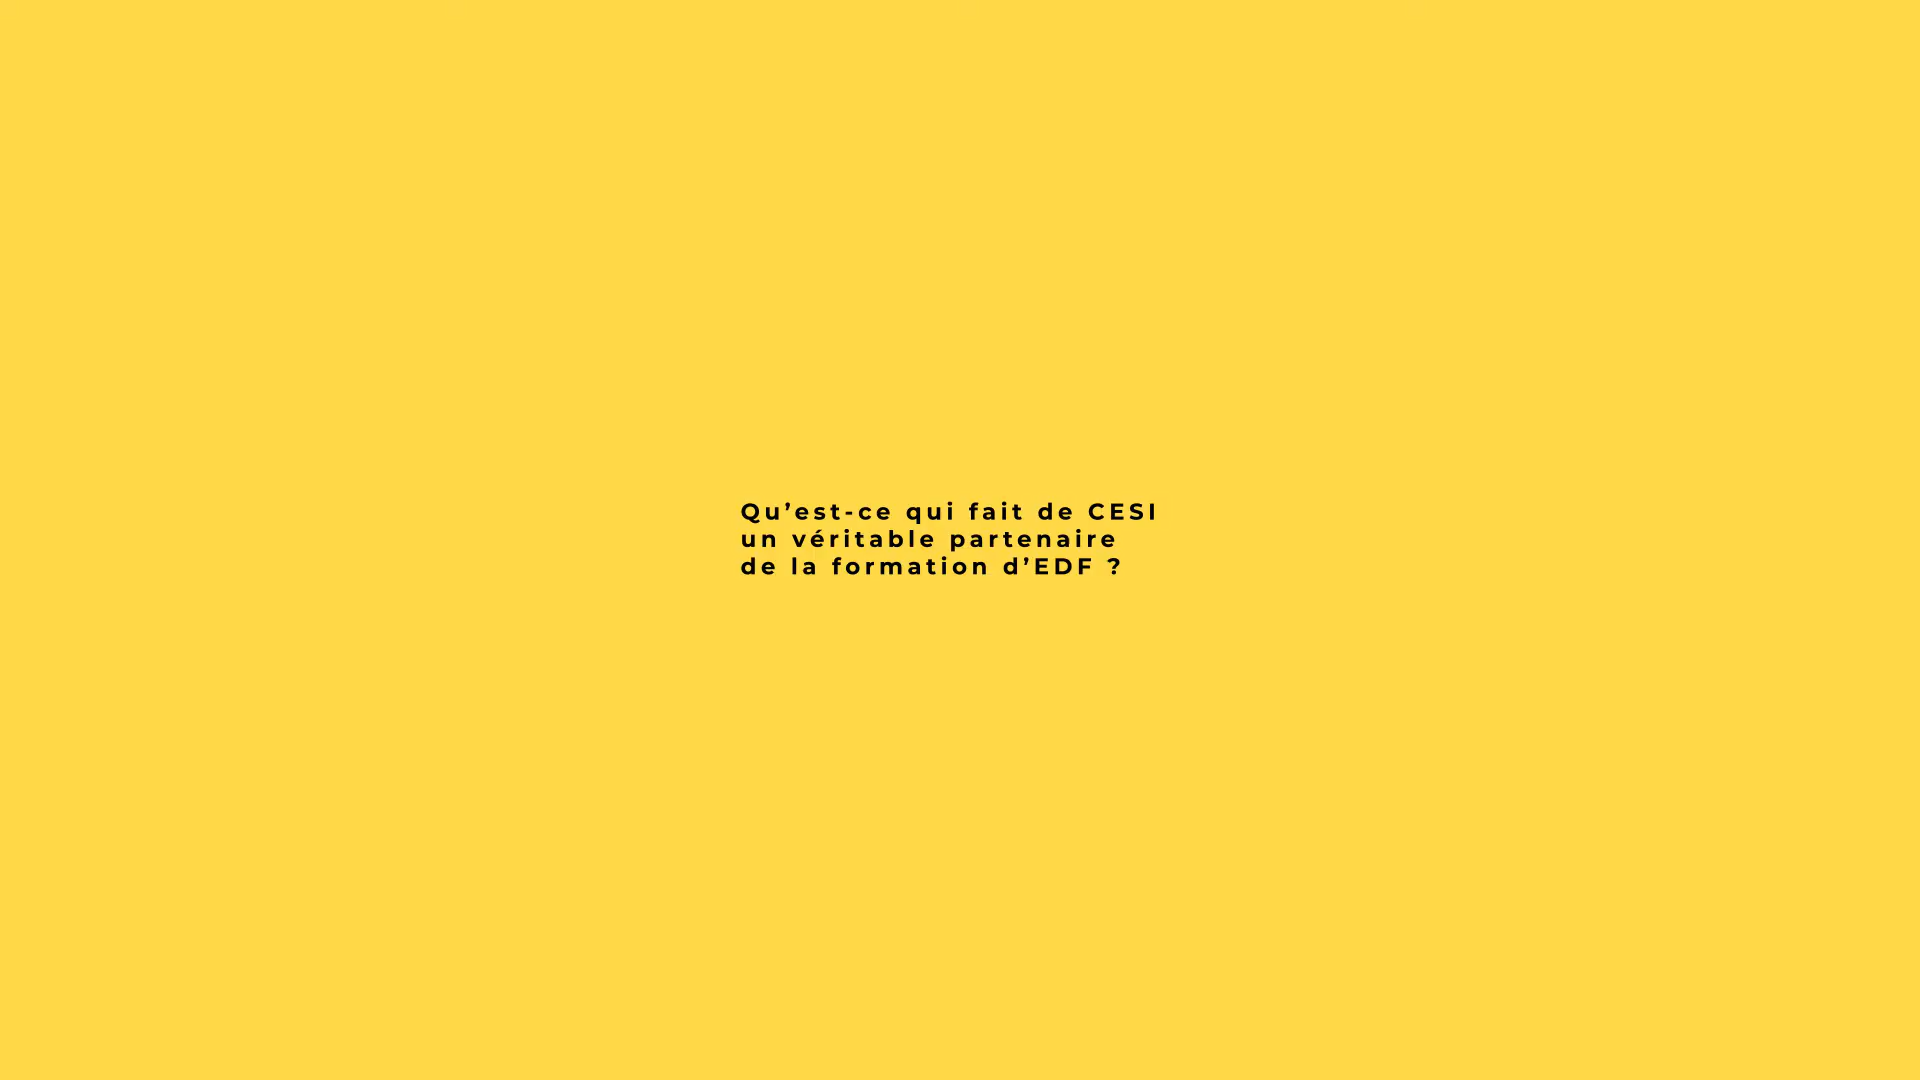 Qu’est-ce qui fait de CESI
un véritable partenaire
de la formation d’EDF ?